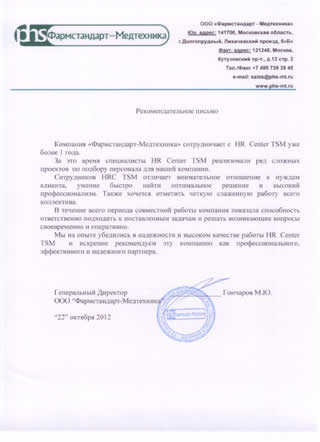 phs Фармстандарт–Медтехника
ООО «Фармстандарт - Медтехника»
Юр. адрес: 141700, Московская область,
г.Долгопрудный, Лихачевский проезд, 5«Б»
Факт. адрес: 121248, Москва,
Кутузовский пр-т., д.12 стр. 2
Тел./Факс +7 495 739 39 45
e-mail: sales@phs-mt.ru
www.phs-mt.ru
Рекомендательное письмо
Компания «Фармстандарт-Медтехника» сотрудничает с HR Center TSM уже
более 1 года.
За это время специалисты HR Center TSM реализовали ряд сложных
проектов по подбору персонала для нашей компании.
Сотрудников HRC TSM отличает внимательное отношение к нуждам
клиента, умение быстро найти оптимальное решение и высокий
профессионализм. Также хочется отметить четкую слаженную работу всего
коллектива.
В течение всего периода совместной работы компания показала способность
ответственно подходить к поставленным задачам и решать возникающие вопросы
своевременно и оперативно.
Мы на опыте убедились в надежности и высоком качестве работы HR Center
TSM и искренне рекомендуем эту компанию как профессионального,
эффективного и надежного партнера.
Генеральный Директор Гончаров М.Ю.
ООО “Фармстандарт-Медтехника”
“22” октября 2012